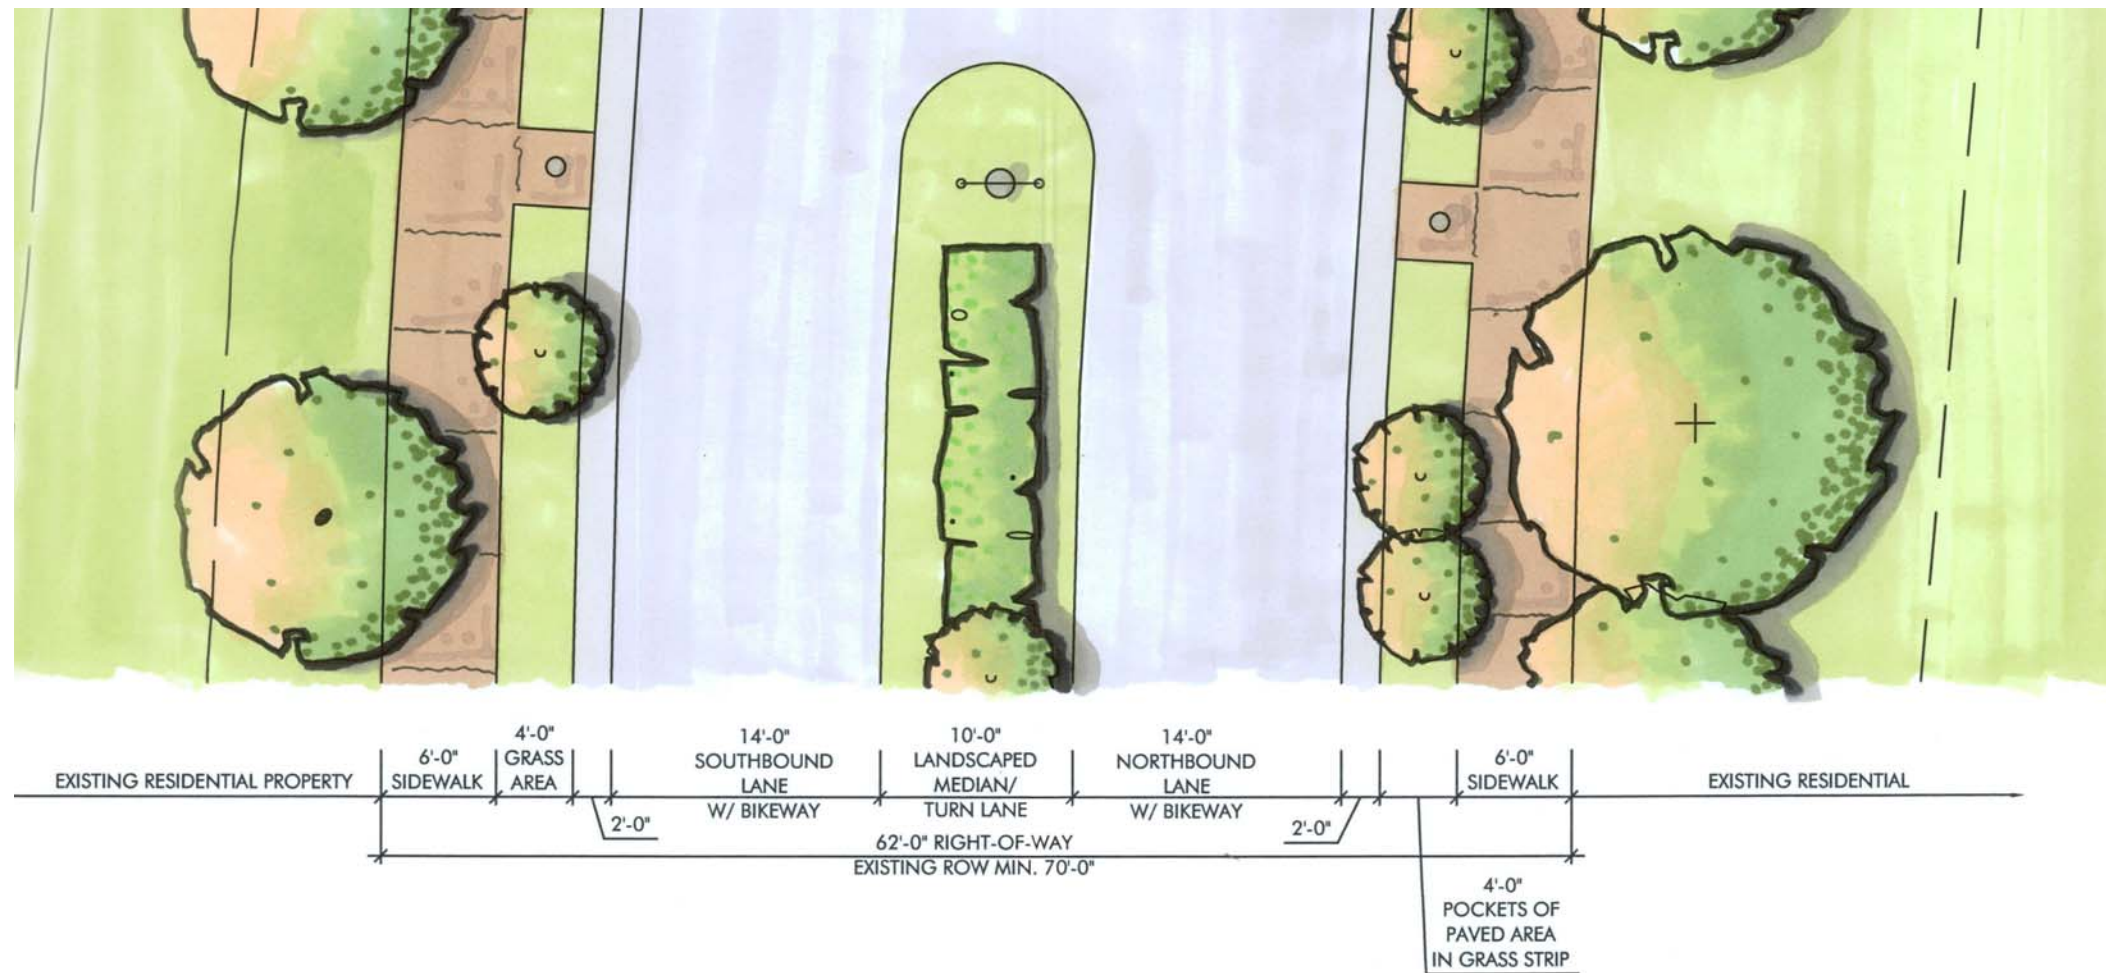 EXISTING RESIDENTIAL PROPERTY
6'-0"
SIDEWALK
4'-0"
GRASS
AREA
2'-0"
14'-0"
SOUTHBOUND
LANE
W/ BIKEWAY
10'-0"
LANDSCAPED
MEDIAN/
TURN LANE
14'-0"
NORTHBOUND
LANE
W/ BIKEWAY
2'-0"
6'-0"
SIDEWALK
EXISTING RESIDENTIAL
62'-0" RIGHT-OF-WAY
EXISTING ROW MIN. 70'-0"
4'-0"
POCKETS OF
PAVED AREA
IN GRASS STRIP